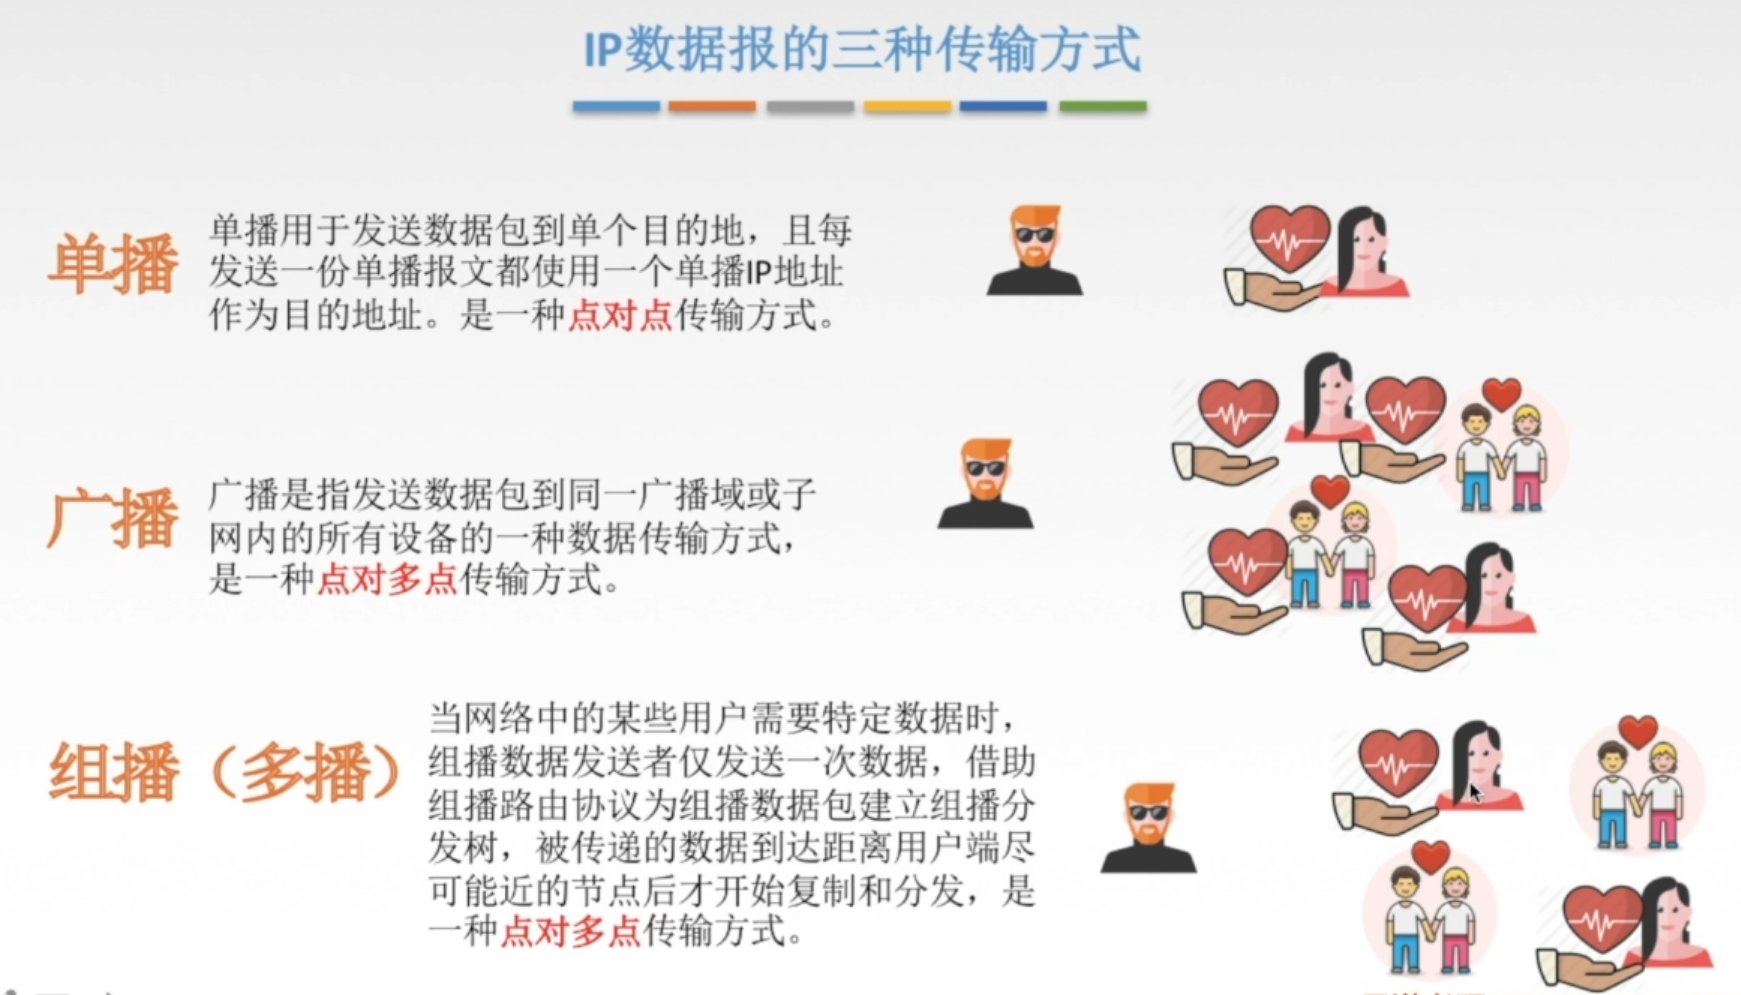 IP数据报的三种传输方式
单播
单播用于发送数据包到单个目的地，且每
发送一份单播报文都使用一个单播IP地址
作为目的地址。是一种点对点传输方式。
广播
广播是指发送数据包到同一广播域或子
网内的所有设备的一种数据传输方式，
是一种点对多点传输方式。
组播（多播）
当网络中的某些用户需要特定数据时，
组播数据发送者仅发送一次数据，借助
组播路由协议为组播数据包建立组播分
发树，被传递的数据到达距离用户端尽
可能近的节点后才开始复制和分发，是
一种点对多点传输方式。